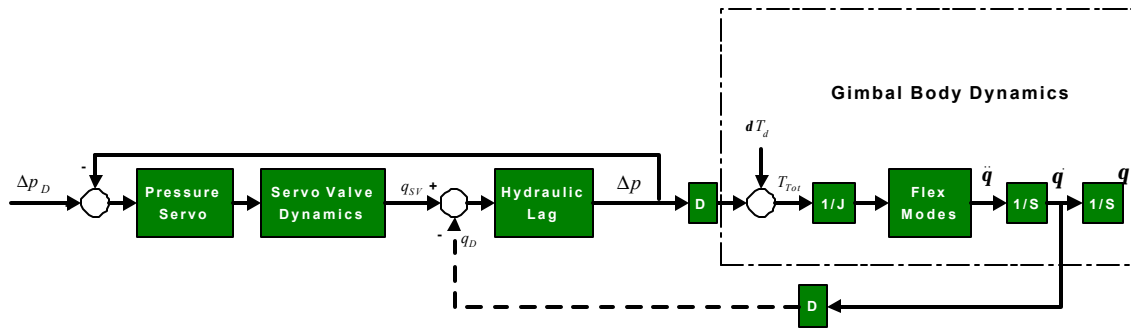 Gimbal Body Dynamics
d T_d
Δp_D
-
Pressure
Servo
Servo Valve
Dynamics
q_SV +
-
q_D
Hydraulic
Lag
Δp
D
T_Tot
1/J
Flex
Modes
q̈
1/S
q̇
1/S
q
D